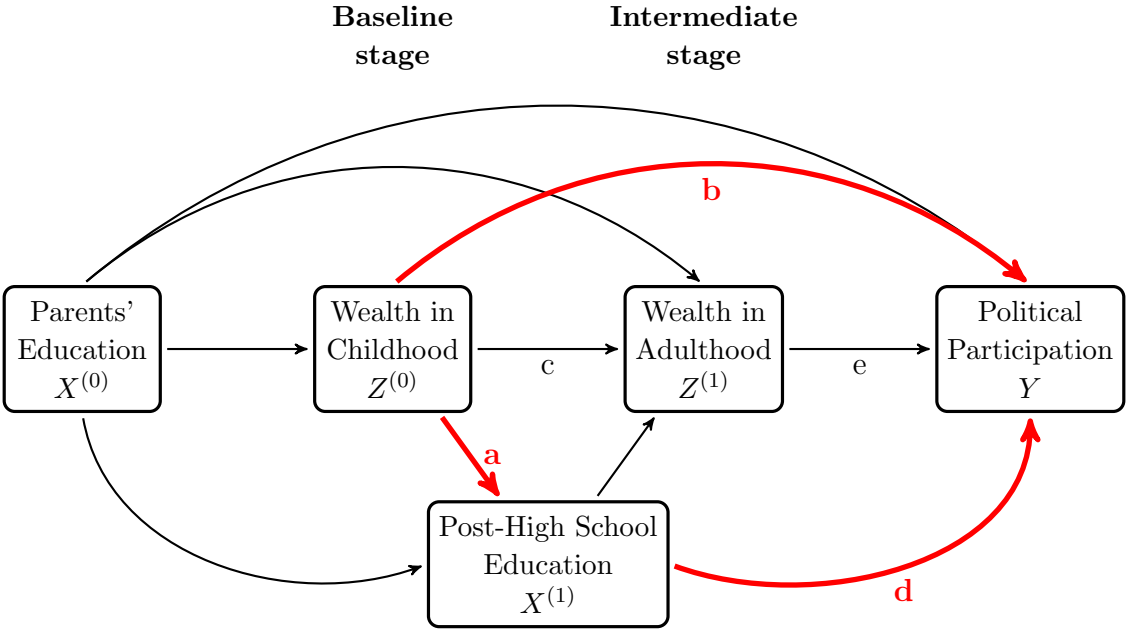 Baseline
stage
Intermediate
stage
b
Parents'
Education
X^(0)
Wealth in
Childhood
Z^(0)
c
Wealth in
Adulthood
Z^(1)
e
Political
Participation
Y
a
Post-High School
Education
X^(1)
d